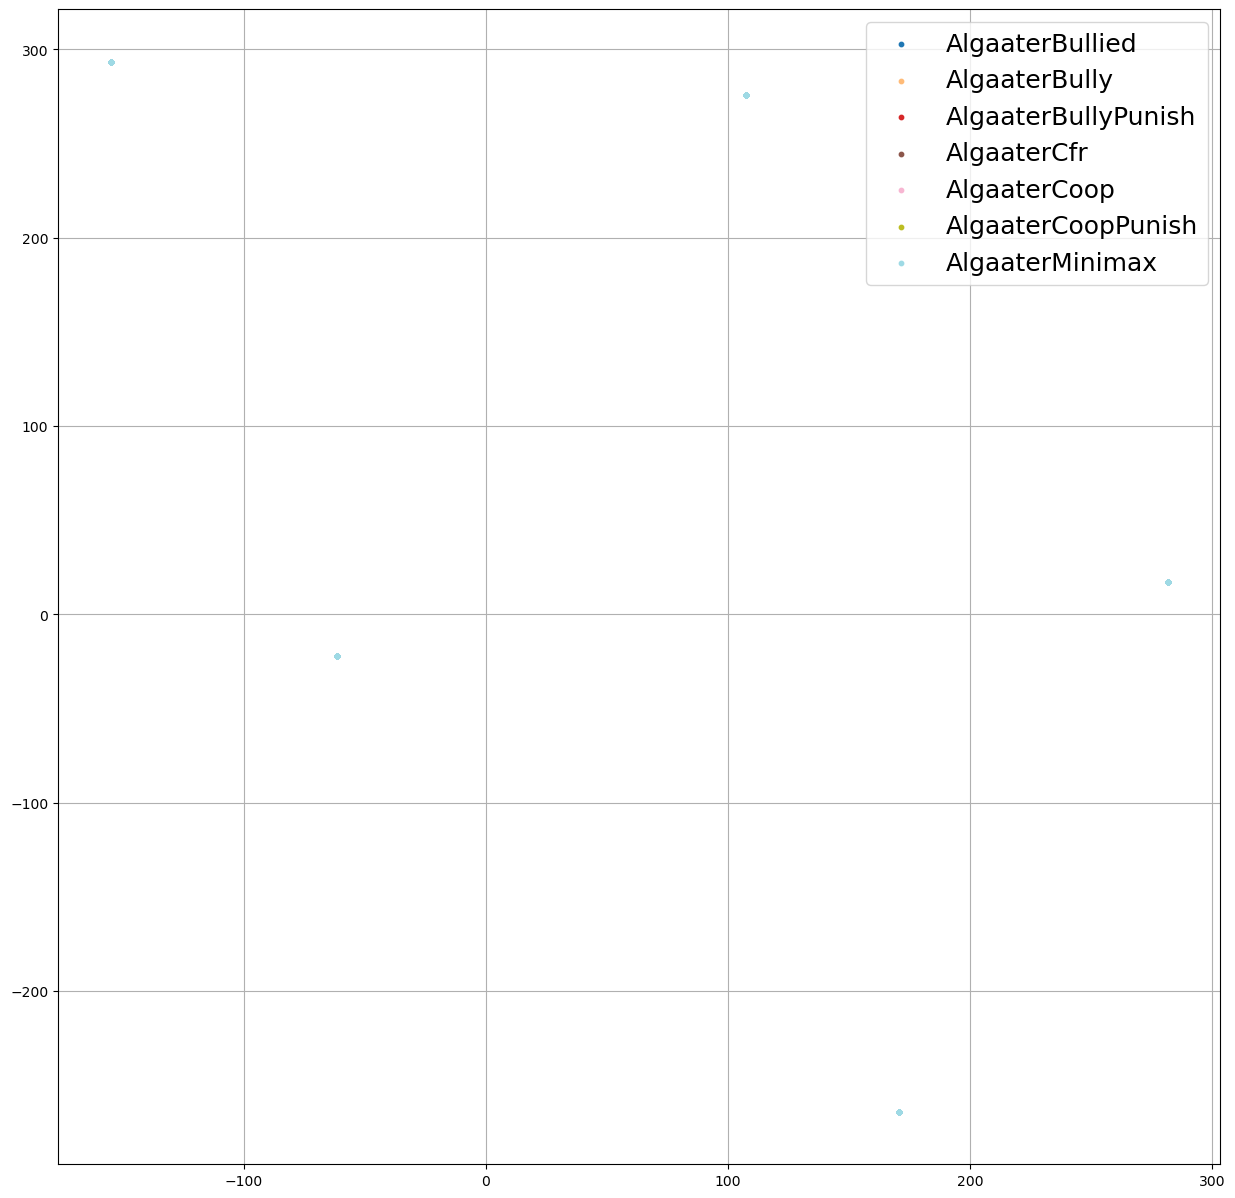 300
200
100
0
−100
−200
−100
0
100
200
300
AlgaaterBullied
AlgaaterBully
AlgaaterBullyPunish
AlgaaterCfr
AlgaaterCoop
AlgaaterCoopPunish
AlgaaterMinimax